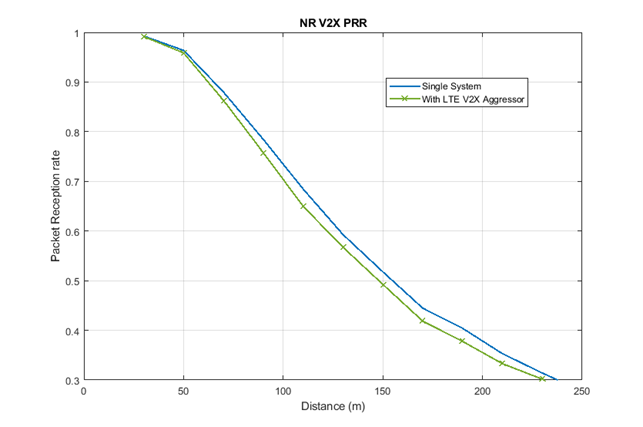 NR V2X PRR
Single System
With LTE V2X Aggressor
Packet Reception rate
1
0.9
0.8
0.7
0.6
0.5
0.4
0.3
0 50 100 150 200 250
Distance (m)